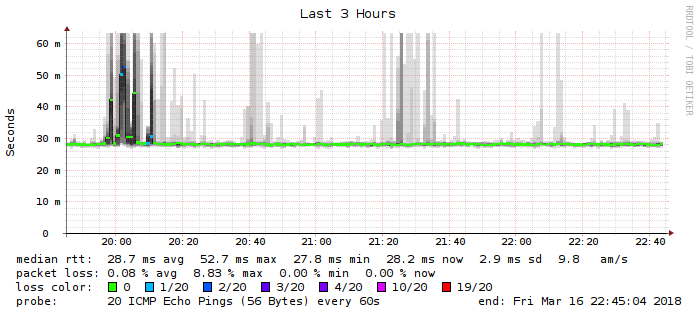 Last 3 Hours
RRDTOOL / TOBI OETIKER
Seconds
60 m
50 m
40 m
30 m
20 m
10 m
0
20:00 20:20 20:40 21:00 21:20 21:40 22:00 22:20 22:40
median rtt: 28.7 ms avg 52.7 ms max 27.8 ms min 28.2 ms now 2.9 ms sd 9.8 am/s
packet loss: 0.08 % avg 8.83 % max 0.00 % min 0.00 % now
loss color: 0 1/20 2/20 3/20 4/20 10/20 19/20
probe: 20 ICMP Echo Pings (56 Bytes) every 60s end: Fri Mar 16 22:45:04 2018